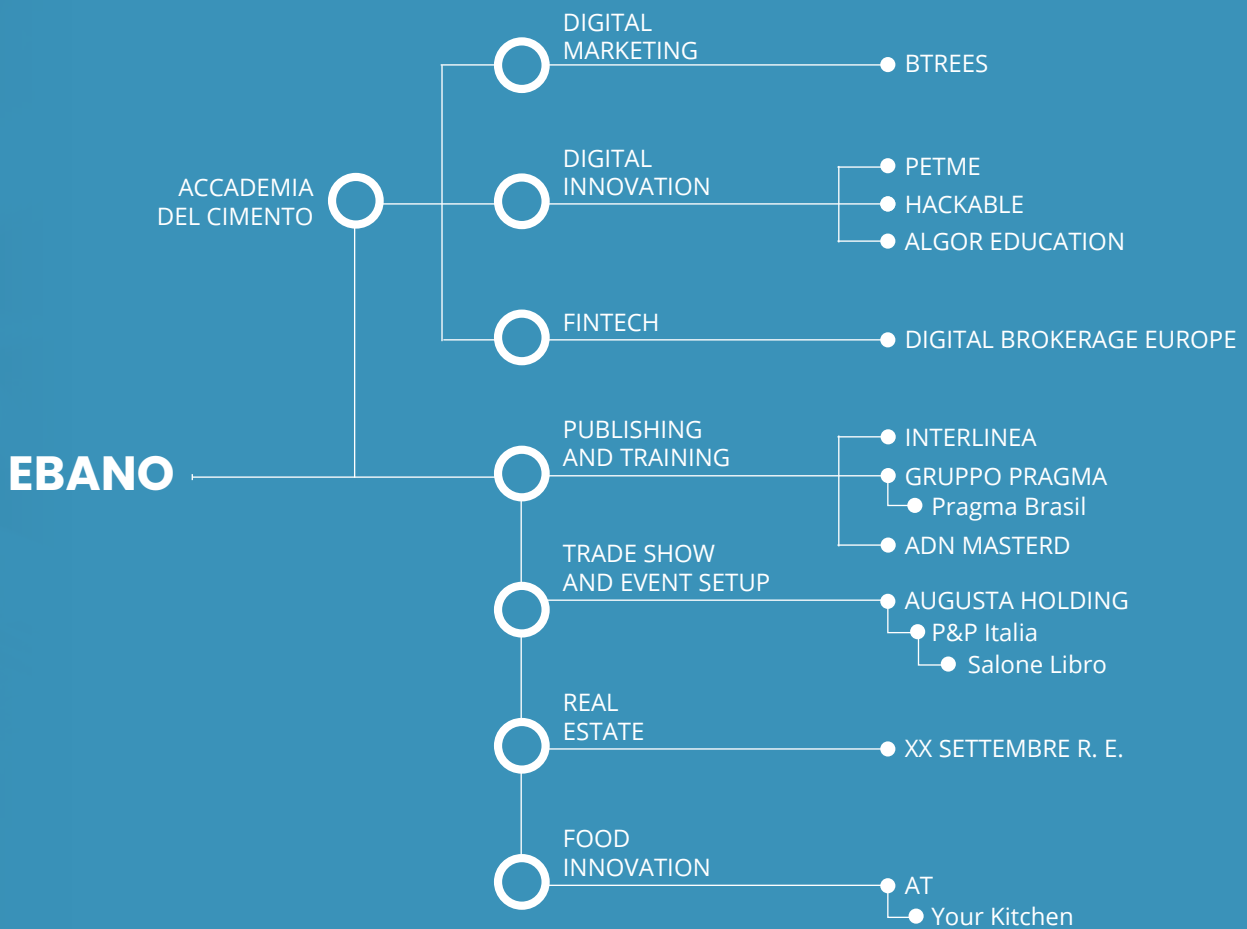 DIGITAL
MARKETING
BTREES
DIGITAL
INNOVATION
PETME
HACKABLE
ALGOR EDUCATION
ACCADEMIA
DEL CIMENTO
FINTECH
DIGITAL BROKERAGE EUROPE
EBANO
PUBLISHING
AND TRAINING
INTERLINEA
GRUPPO PRAGMA
Pragma Brasil
ADN MASTERD
TRADE SHOW
AND EVENT SETUP
AUGUSTA HOLDING
P&P Italia
Salone Libro
REAL
ESTATE
XX SETTEMBRE R. E.
FOOD
INNOVATION
AT
Your Kitchen